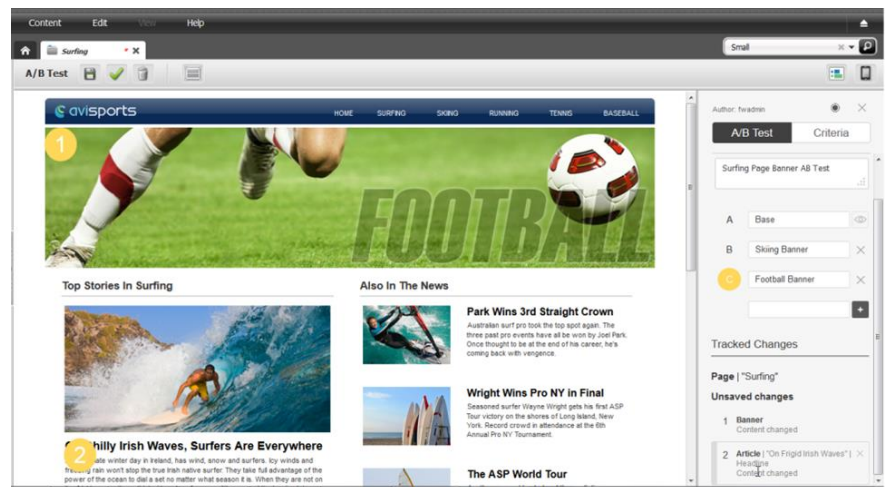 Content Edit View Help
Surfing * ×
Small
A/B Test
avisports
HOME SURFING SKIING RUNNING TENNIS BASEBALL
1
FOOTBALL
Top Stories In Surfing
Also In The News
Park Wins 3rd Straight Crown
Australian surf pro took the top spot again. The
three past pro events have all be won by Joel Park.
Once thought to be at the end of his career, he's
coming back with vengence.
Wright Wins Pro NY in Final
Seasoned surfer Wayne Wright gets his first ASP
Tour victory on the shores of Long Island, New
York. Record crowd in attendance at the 6th
Annual Pro NY Tournament.
The ASP World Tour
2
hilly Irish Waves, Surfers Are Everywhere
ate winter day in Ireland, has wind, snow and surfers. Icy winds and
rain won't stop the true Irish native surfer. They take full advantage of the
power of the ocean to dial a set no matter what season it is. When they are not on
Author: fwadmin
A/B Test Criteria
Surfing Page Banner AB Test
A Base
B Skiing Banner
C Football Banner
+
Tracked Changes
Page | "Surfing"
Unsaved changes
1 Banner
Content changed
2 Article | "On Frigid Irish Waves" |
Headline
Content changed